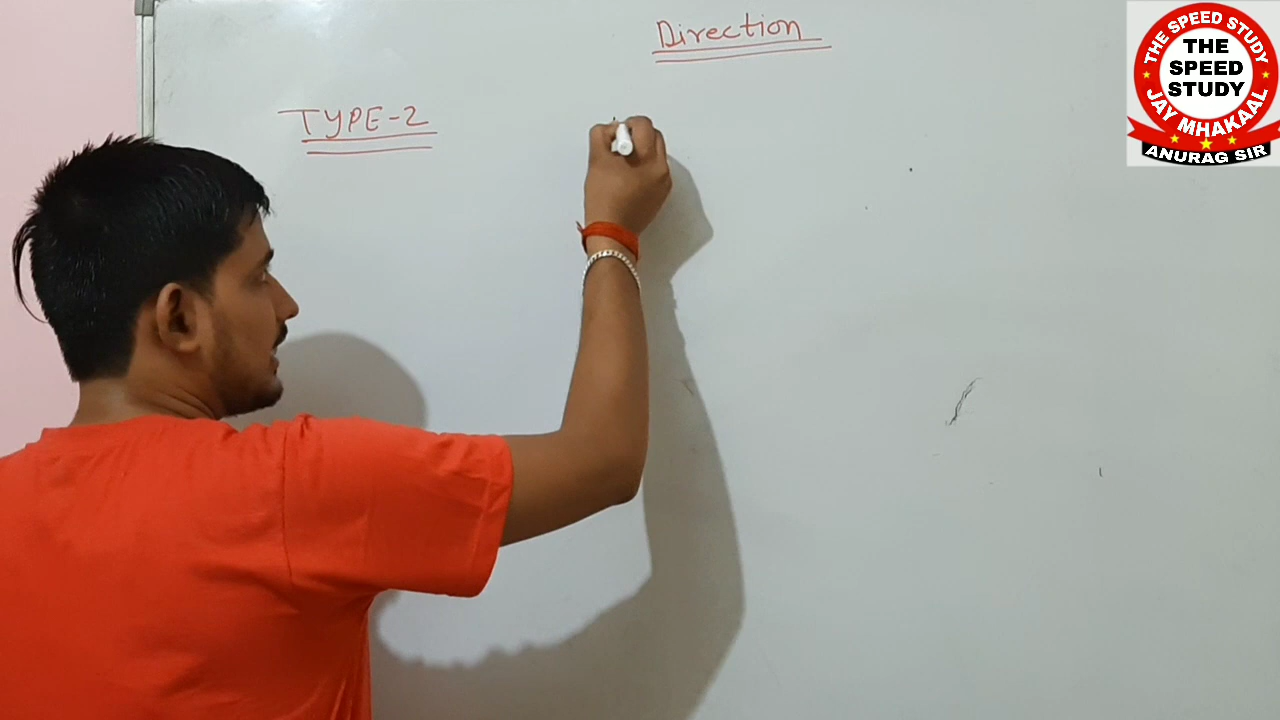 Direction
TYPE-2
THE SPEED STUDY
THE
SPEED
STUDY
JAY MHAKAAL
ANURAG SIR